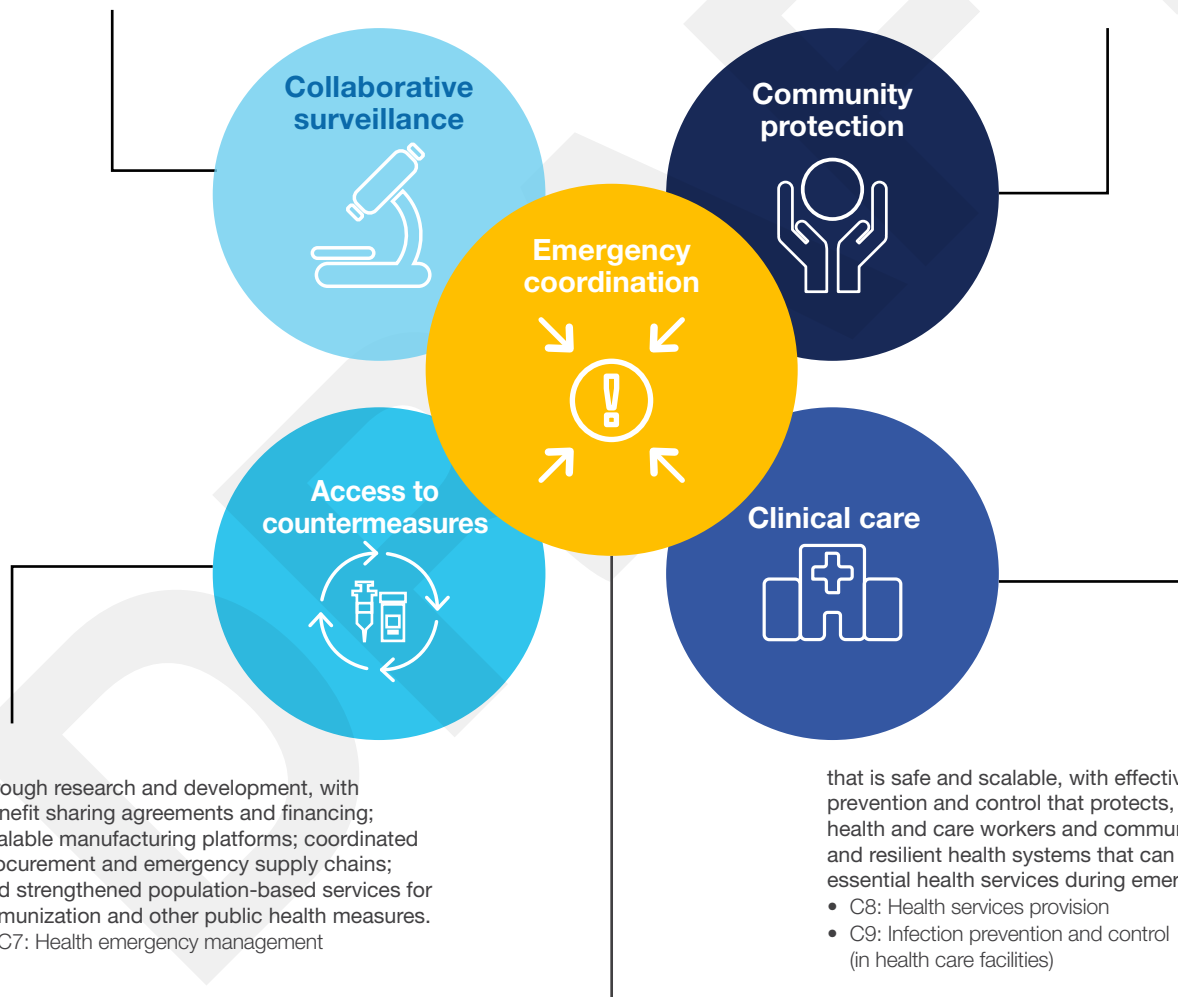 Collaborative
surveillance
Community
protection
Emergency
coordination
Access to
countermeasures
Clinical care
rough research and development, with
nefit sharing agreements and financing;
alable manufacturing platforms; coordinated
ocurement and emergency supply chains;
d strengthened population-based services for
munization and other public health measures.
C7: Health emergency management
that is safe and scalable, with effectiv
prevention and control that protects,
health and care workers and commun
and resilient health systems that can
essential health services during emer
• C8: Health services provision
• C9: Infection prevention and control
(in health care facilities)